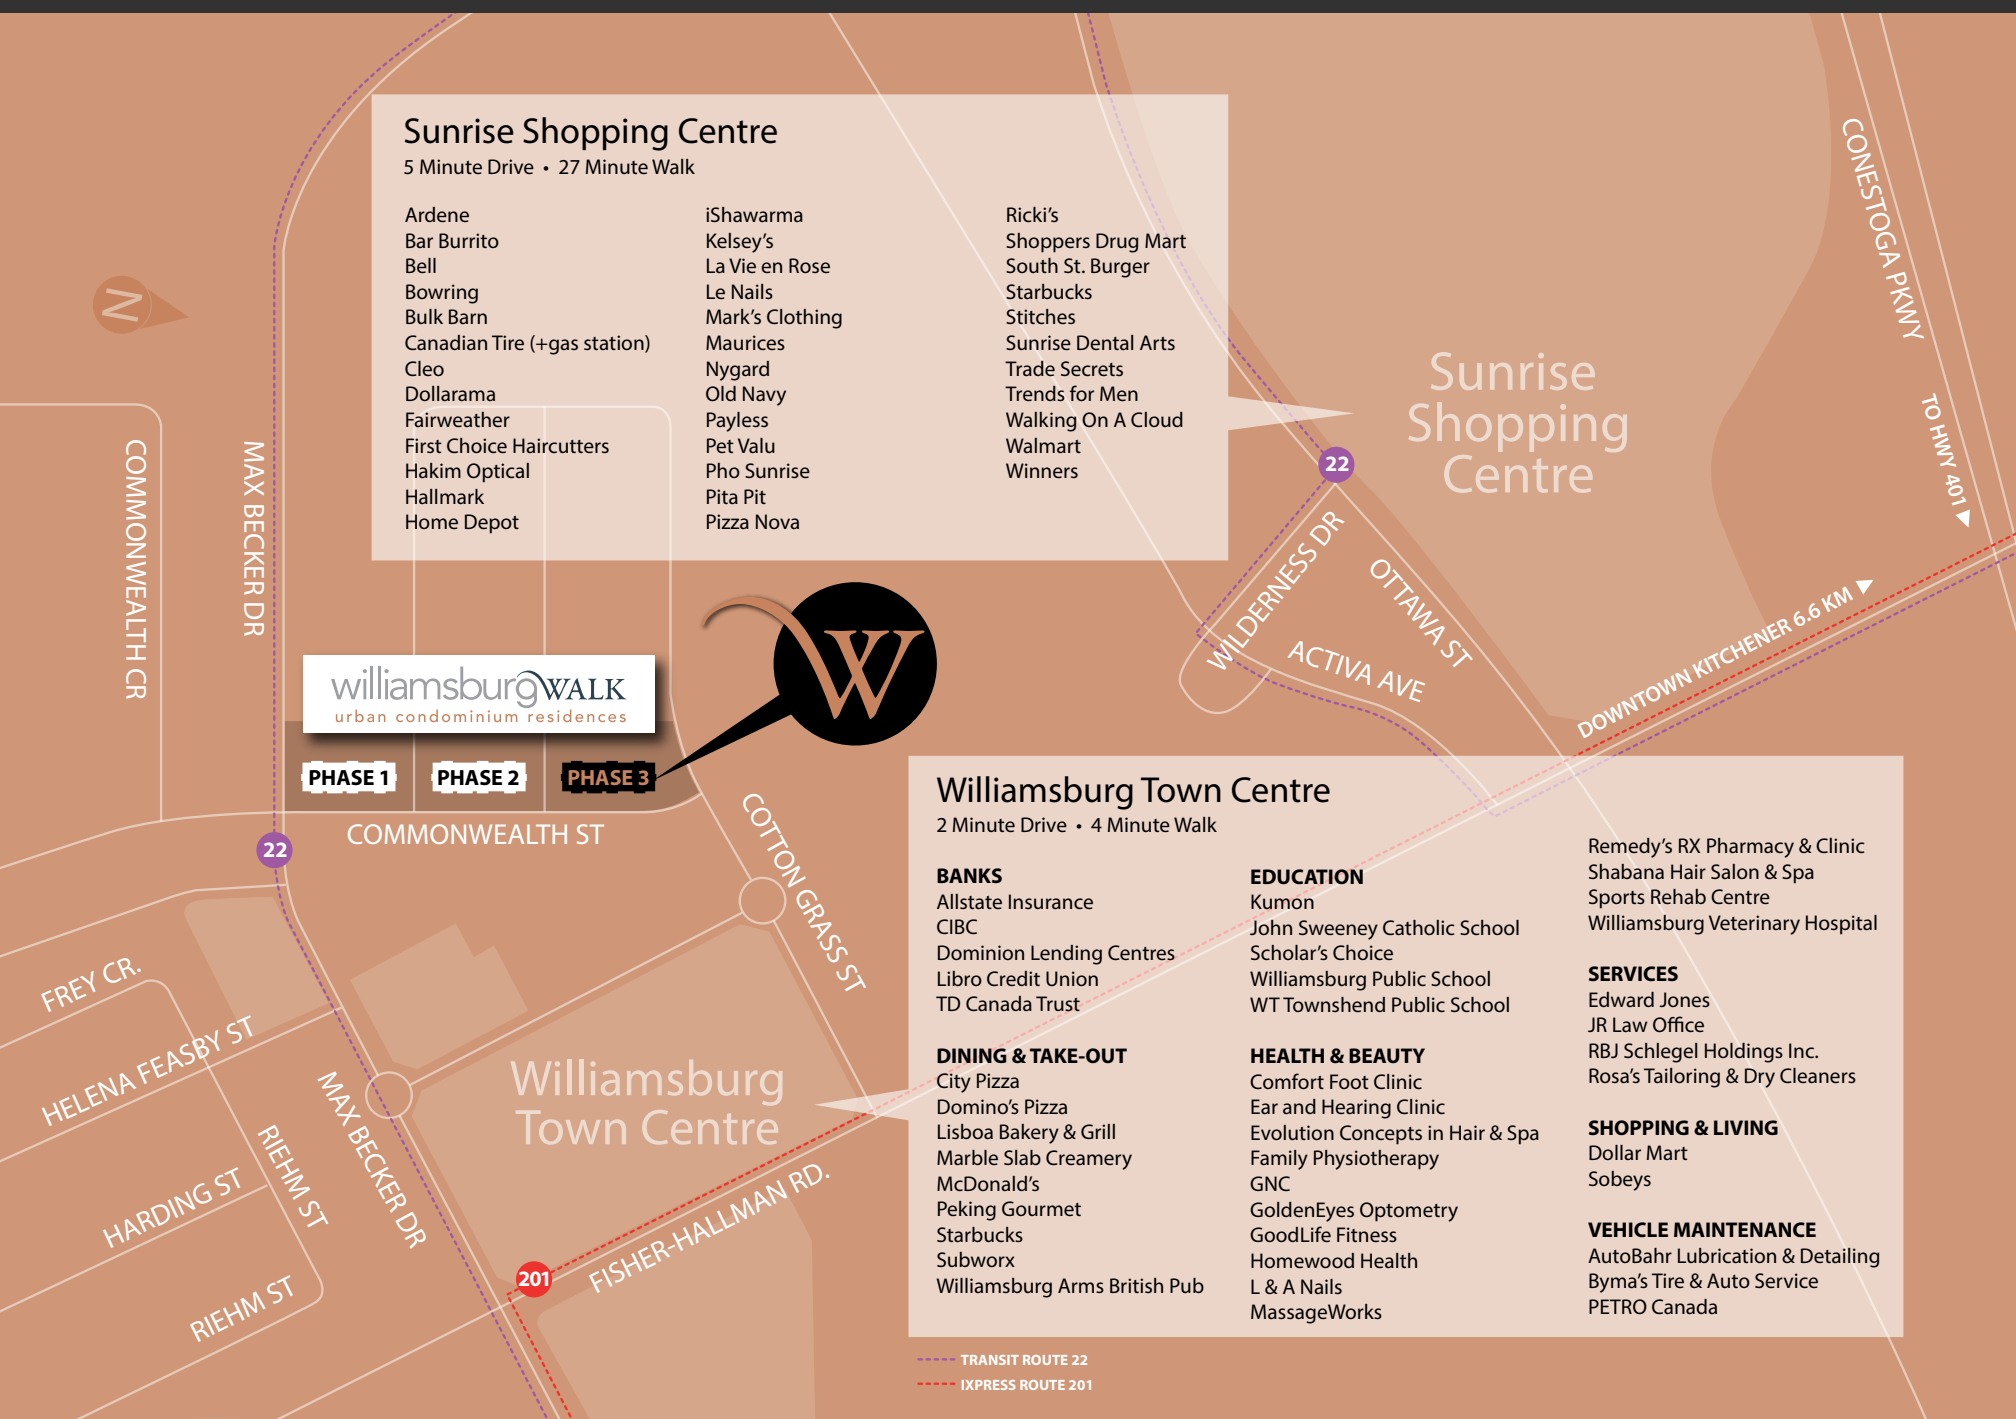 Sunrise Shopping Centre
5 Minute Drive • 27 Minute Walk
Ardene
Bar Burrito
Bell
Bowring
Bulk Barn
Canadian Tire (+gas station)
Cleo
Dollarama
Fairweather
First Choice Haircutters
Hakim Optical
Hallmark
Home Depot
iShawarma
Kelsey's
La Vie en Rose
Le Nails
Mark's Clothing
Maurices
Nygard
Old Navy
Payless
Pet Valu
Pho Sunrise
Pita Pit
Pizza Nova
Ricki's
Shoppers Drug Mart
South St. Burger
Starbucks
Stitches
Sunrise Dental Arts
Trade Secrets
Trends for Men
Walking On A Cloud
Walmart
Winners
N
COMMONWEALTH CR
MAX BECKER DR
CONESTOGA PKWY
TO HWY 401
Sunrise
Shopping
Centre
22
WILDERNESS DR
OTTAWA ST
ACTIVA AVE
DOWNTOWN KITCHENER 6.6 KM
williamsburgWALK
urban condominium residences
W
PHASE 1
PHASE 2
PHASE 3
COMMONWEALTH ST
22
COTTON GRASS ST
FREY CR.
HELENA FEASBY ST
HARDING ST
RIEHM ST
RIEHM ST
MAX BECKER DR
Williamsburg
Town Centre
201
FISHER-HALLMAN RD.
Williamsburg Town Centre
2 Minute Drive • 4 Minute Walk
BANKS
Allstate Insurance
CIBC
Dominion Lending Centres
Libro Credit Union
TD Canada Trust
DINING & TAKE-OUT
City Pizza
Domino's Pizza
Lisboa Bakery & Grill
Marble Slab Creamery
McDonald's
Peking Gourmet
Starbucks
Subworx
Williamsburg Arms British Pub
EDUCATION
Kumon
John Sweeney Catholic School
Scholar's Choice
Williamsburg Public School
WT Townshend Public School
HEALTH & BEAUTY
Comfort Foot Clinic
Ear and Hearing Clinic
Evolution Concepts in Hair & Spa
Family Physiotherapy
GNC
GoldenEyes Optometry
GoodLife Fitness
Homewood Health
L & A Nails
MassageWorks
Remedy's RX Pharmacy & Clinic
Shabana Hair Salon & Spa
Sports Rehab Centre
Williamsburg Veterinary Hospital
SERVICES
Edward Jones
JR Law Office
RBJ Schlegel Holdings Inc.
Rosa's Tailoring & Dry Cleaners
SHOPPING & LIVING
Dollar Mart
Sobeys
VEHICLE MAINTENANCE
AutoBahr Lubrication & Detailing
Byma's Tire & Auto Service
PETRO Canada
TRANSIT ROUTE 22
IXPRESS ROUTE 201